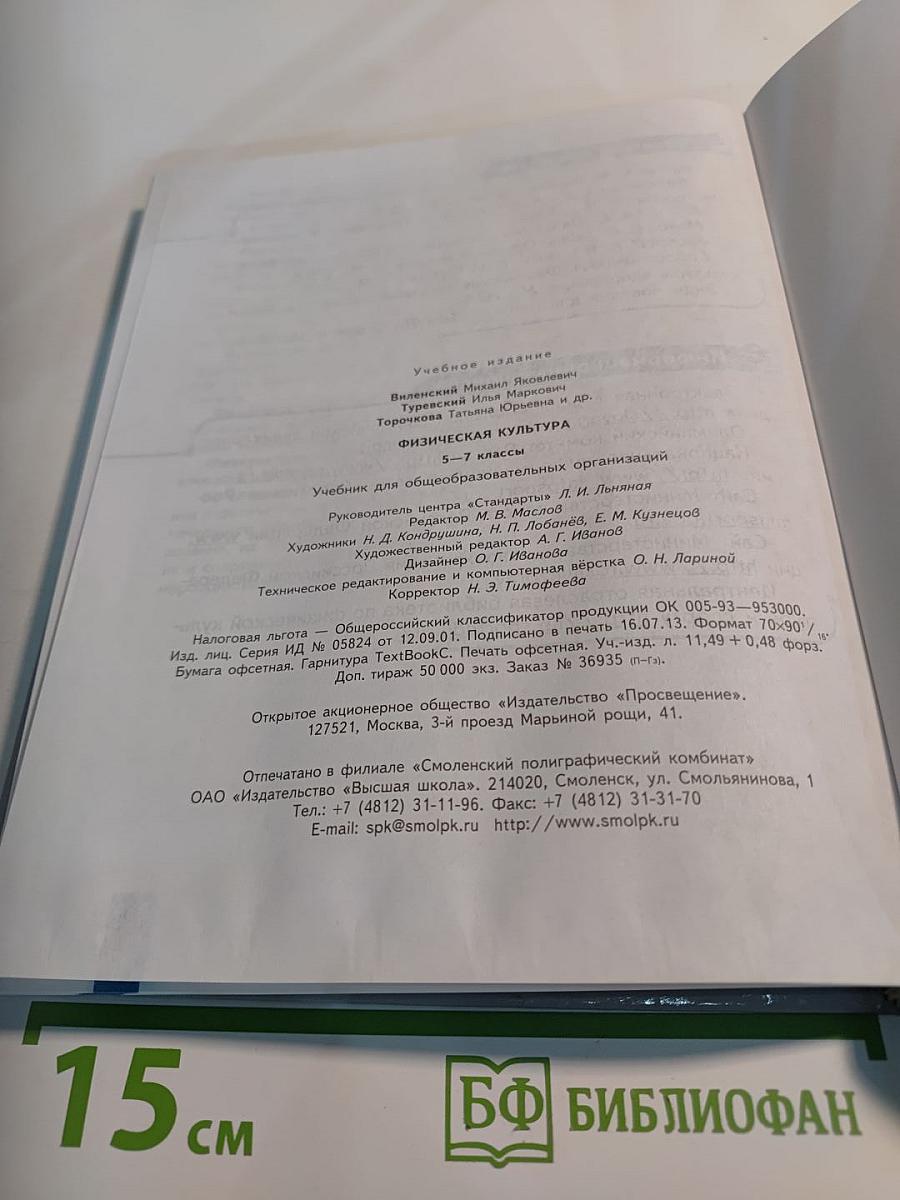 Учебное издание
Виленский Михаил Яковлевич
Туревский Илья Маркович
Торочкова Татьяна Юрьевна и др.
ФИЗИЧЕСКАЯ КУЛЬТУРА
5—7 классы
Учебник для общеобразовательных организаций
Руководитель центра «Стандарты» Л. И. Льняная
Редактор М. В. Маслов
Художники Н. Д. Кондрушина, Н. П. Лобанёв, Е. М. Кузнецов
Художественный редактор А. Г. Иванов
Дизайнер О. Г. Иванова
Техническое редактирование и компьютерная вёрстка О. Н. Лариной
Корректор Н. Э. Тимофеева
Налоговая льгота — Общероссийский классификатор продукции ОК 005-93—953000.
Изд. лиц. Серия ИД № 05824 от 12.09.01. Подписано в печать 16.07.13. Формат 70×90 1/16.
Бумага офсетная. Гарнитура TextBookC. Печать офсетная. Уч.-изд. л. 11,49 + 0,48 форз.
Доп. тираж 50 000 экз. Заказ № 36935 (п-гз).
Открытое акционерное общество «Издательство «Просвещение».
127521, Москва, 3-й проезд Марьиной рощи, 41.
Отпечатано в филиале «Смоленский полиграфический комбинат»
ОАО «Издательство «Высшая школа». 214020, Смоленск, ул. Смольянинова, 1
Тел.: +7 (4812) 31-11-96. Факс: +7 (4812) 31-31-70
E-mail: spk@smolpk.ru http://www.smolpk.ru
15 см
БФ БИБЛИОФАН